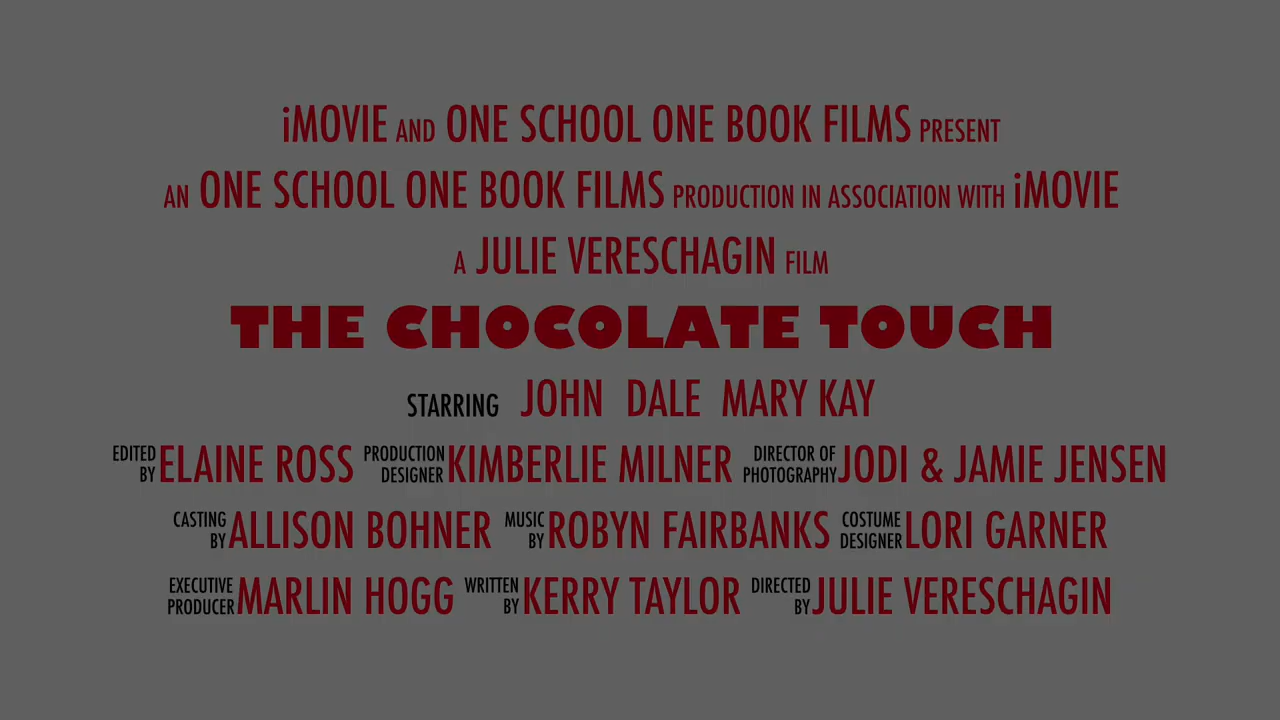 iMOVIE AND ONE SCHOOL ONE BOOK FILMS PRESENT
AN ONE SCHOOL ONE BOOK FILMS PRODUCTION IN ASSOCIATION WITH iMOVIE
A JULIE VERESCHAGIN FILM
THE CHOCOLATE TOUCH
STARRING JOHN DALE MARY KAY
EDITED BY ELAINE ROSS PRODUCTION DESIGNER KIMBERLIE MILNER DIRECTOR OF PHOTOGRAPHY JODI & JAMIE JENSEN
CASTING BY ALLISON BOHNER MUSIC BY ROBYN FAIRBANKS COSTUME DESIGNER LORI GARNER
EXECUTIVE PRODUCER MARLIN HOGG WRITTEN BY KERRY TAYLOR DIRECTED BY JULIE VERESCHAGIN